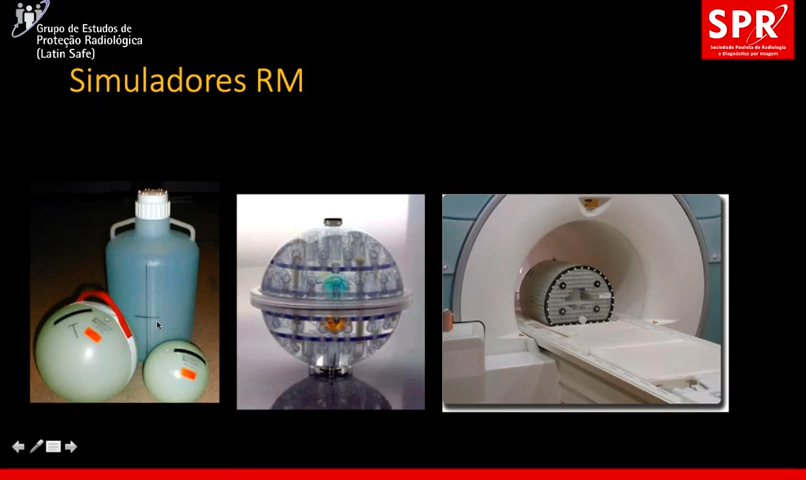 Grupo de Estudos de
Proteção Radiológica
(Latin Safe)
SPR
Sociedade Paulista de Radiologia
e Diagnóstico por Imagem
Simuladores RM
T